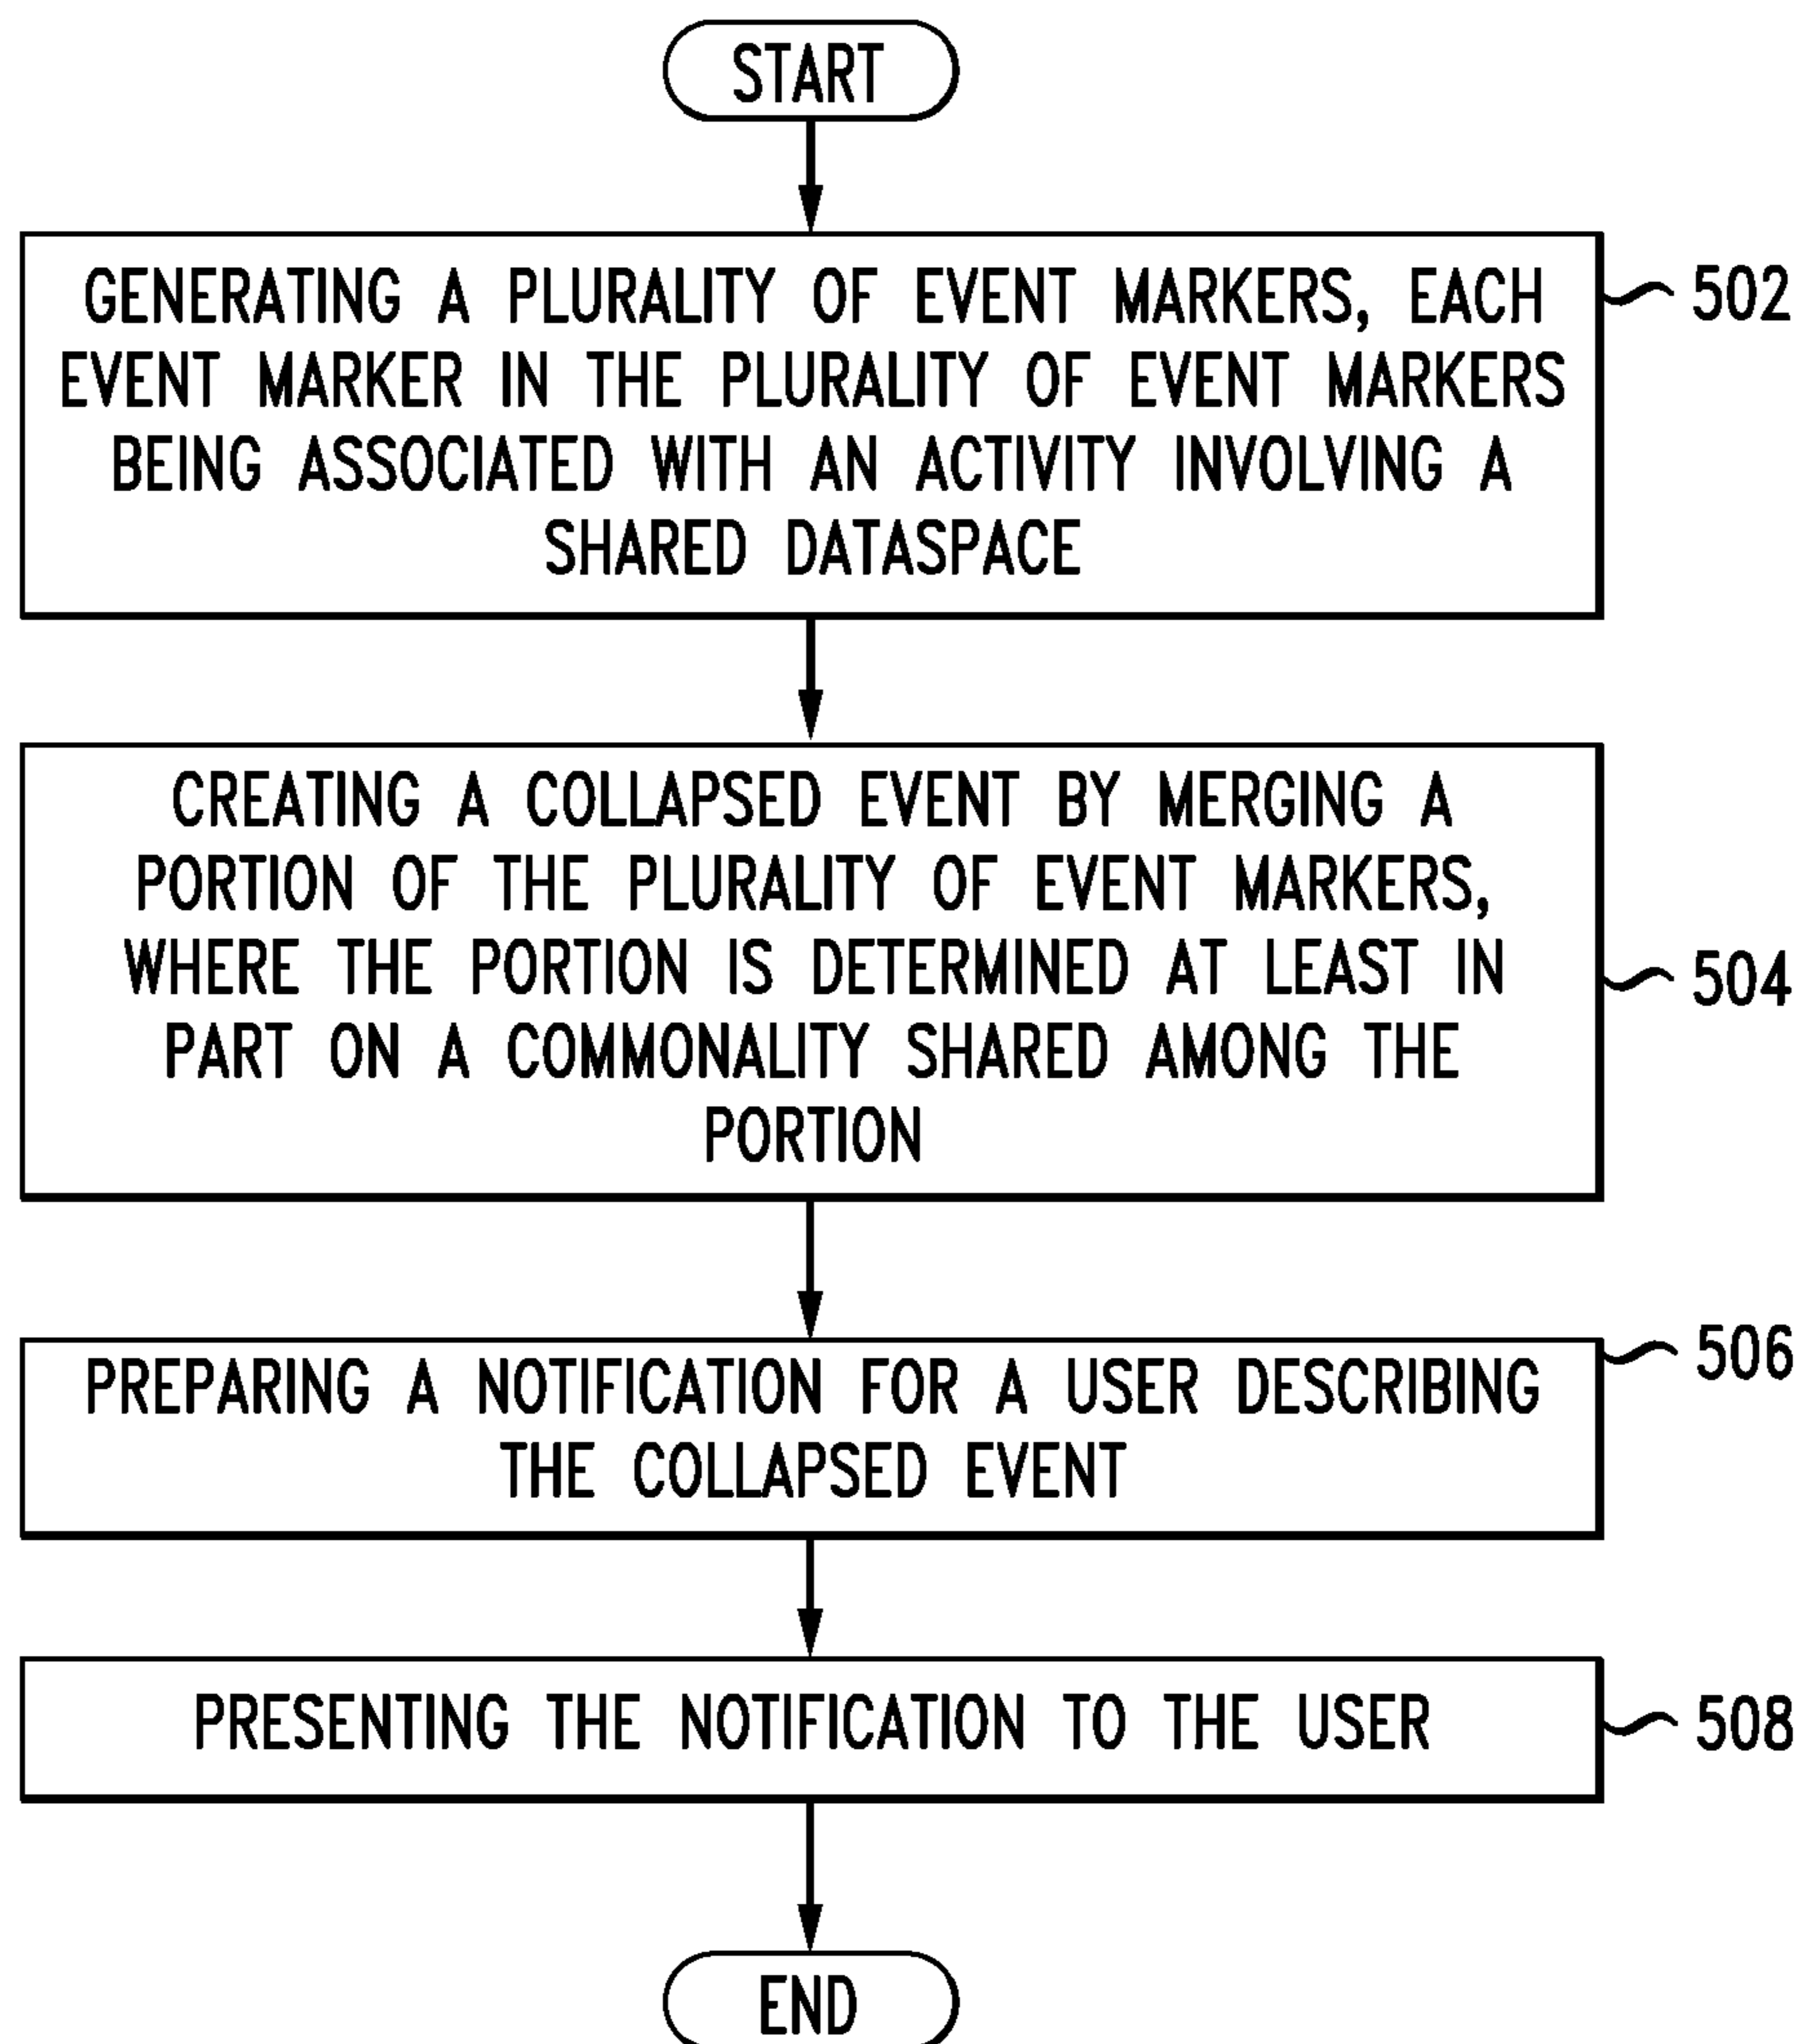 START
GENERATING A PLURALITY OF EVENT MARKERS, EACH
EVENT MARKER IN THE PLURALITY OF EVENT MARKERS
BEING ASSOCIATED WITH AN ACTIVITY INVOLVING A
SHARED DATASPACE
502
CREATING A COLLAPSED EVENT BY MERGING A
PORTION OF THE PLURALITY OF EVENT MARKERS,
WHERE THE PORTION IS DETERMINED AT LEAST IN
PART ON A COMMONALITY SHARED AMONG THE
PORTION
504
PREPARING A NOTIFICATION FOR A USER DESCRIBING
THE COLLAPSED EVENT
506
PRESENTING THE NOTIFICATION TO THE USER
508
END